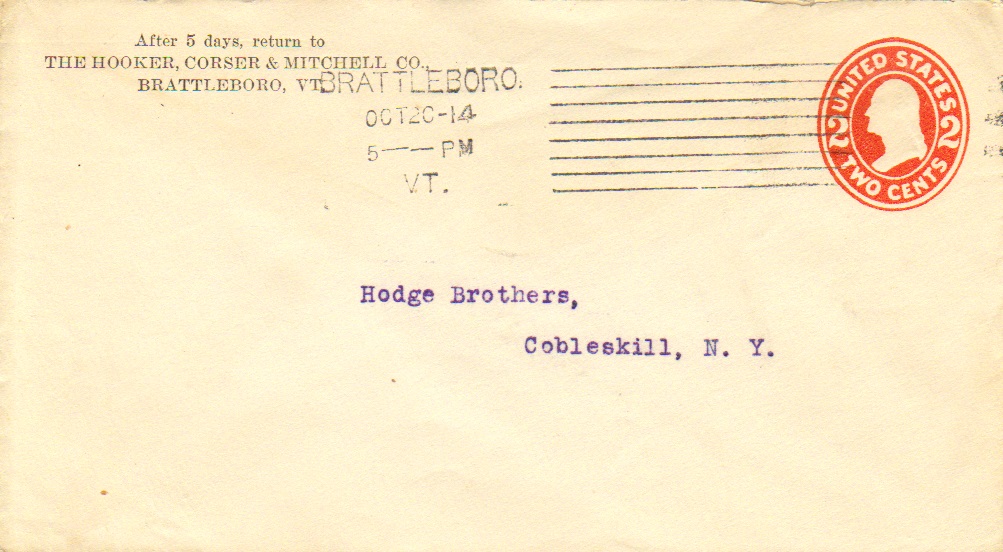 After 5 days, return to
THE HOOKER, CORSER & MITCHELL CO.,
BRATTLEBORO, VT.
BRATTLEBORO.
OCT 20-14
5 — — PM
VT.
UNITED STATES
2 2
TWO CENTS
Hodge Brothers,
Cobleskill, N. Y.